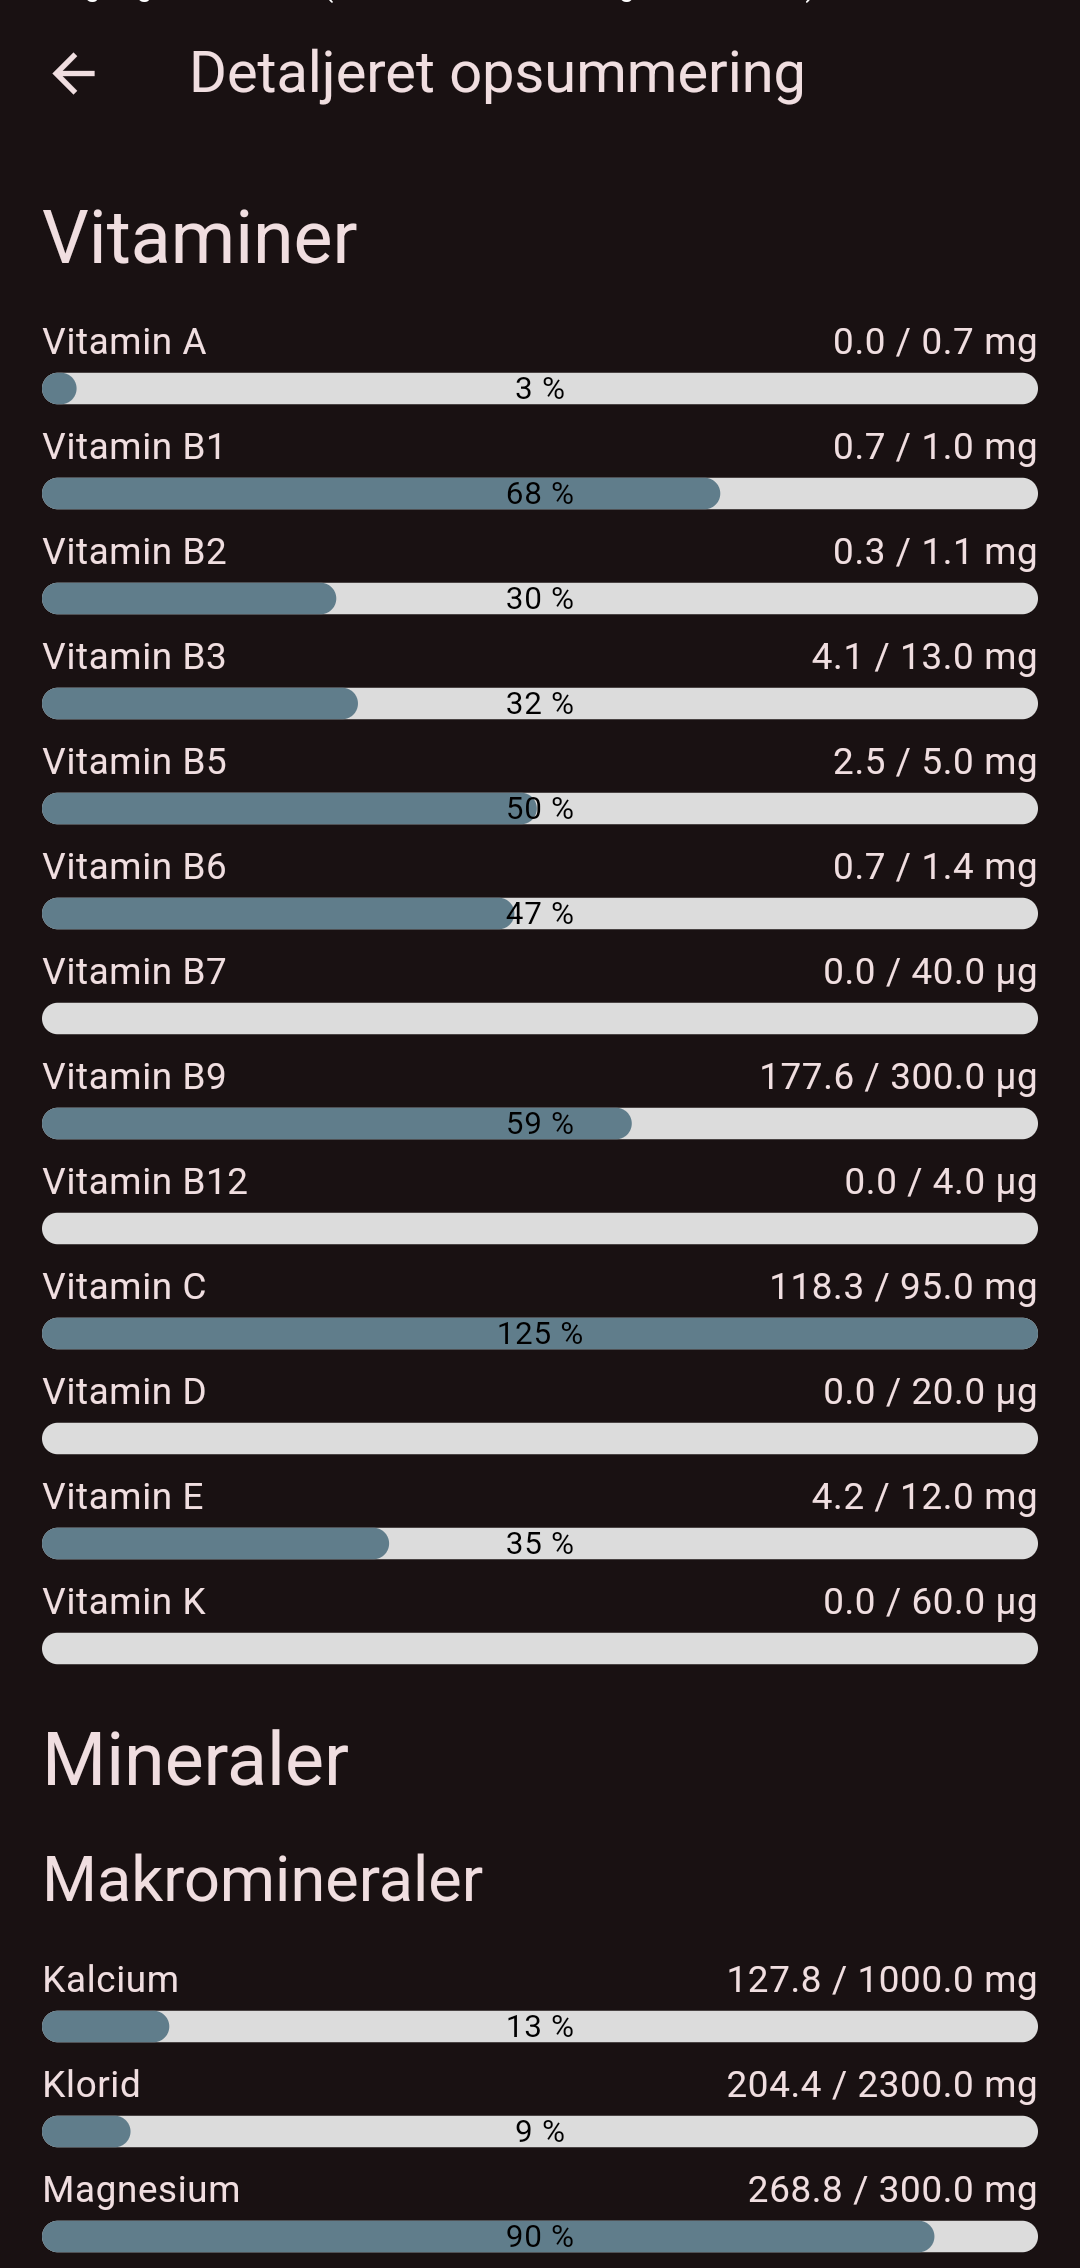 Detaljeret opsummering
Vitaminer
Vitamin A 0.0 / 0.7 mg
3 %
Vitamin B1 0.7 / 1.0 mg
68 %
Vitamin B2 0.3 / 1.1 mg
30 %
Vitamin B3 4.1 / 13.0 mg
32 %
Vitamin B5 2.5 / 5.0 mg
50 %
Vitamin B6 0.7 / 1.4 mg
47 %
Vitamin B7 0.0 / 40.0 µg
Vitamin B9 177.6 / 300.0 µg
59 %
Vitamin B12 0.0 / 4.0 µg
Vitamin C 118.3 / 95.0 mg
125 %
Vitamin D 0.0 / 20.0 µg
Vitamin E 4.2 / 12.0 mg
35 %
Vitamin K 0.0 / 60.0 µg
Mineraler
Makromineraler
Kalcium 127.8 / 1000.0 mg
13 %
Klorid 204.4 / 2300.0 mg
9 %
Magnesium 268.8 / 300.0 mg
90 %